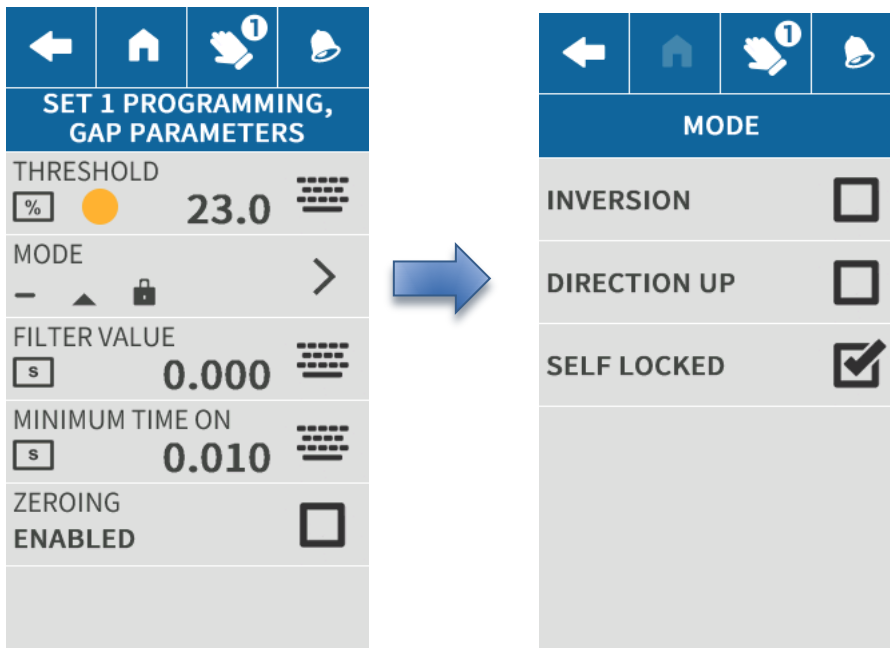 1
SET 1 PROGRAMMING,
GAP PARAMETERS
THRESHOLD
% 23.0
MODE
FILTER VALUE
s 0.000
MINIMUM TIME ON
s 0.010
ZEROING
ENABLED
1
MODE
INVERSION
DIRECTION UP
SELF LOCKED